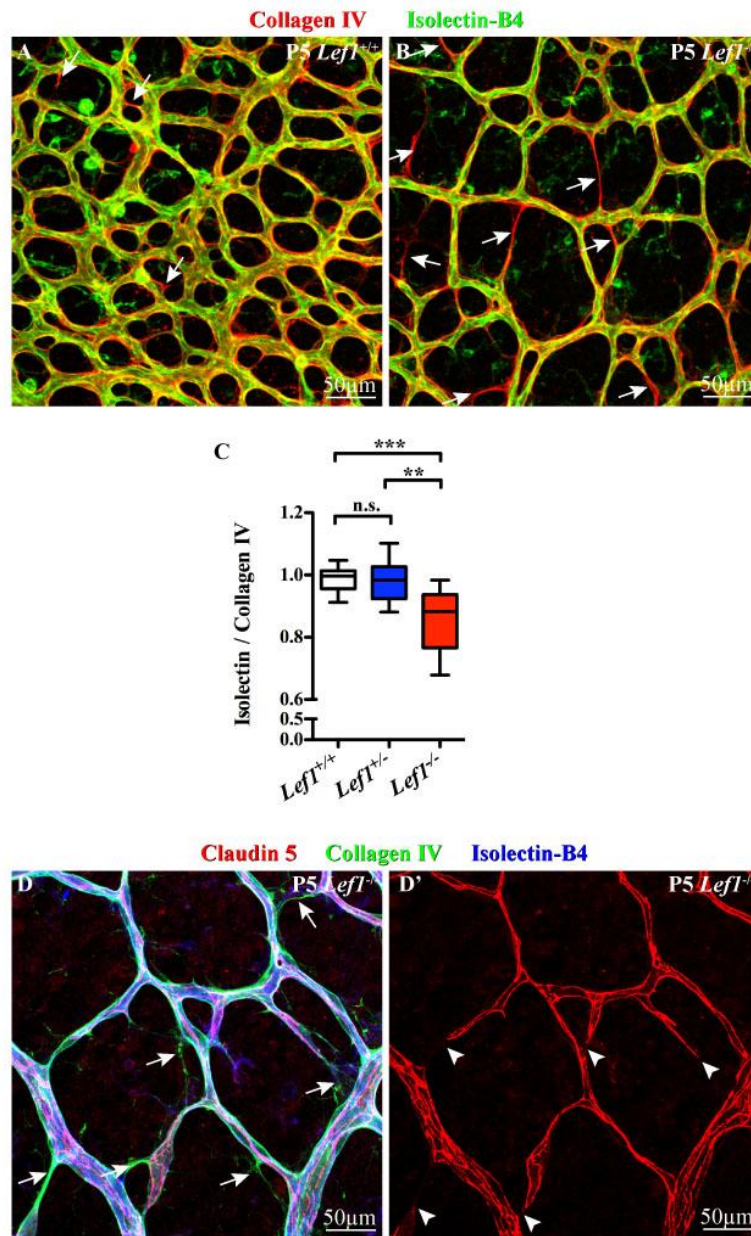 Collagen IV Isolectin-B4
A P5 Lef1+/+
B P5 Lef1-
50µm
50µm
C
***
**
n.s.
Isolectin / Collagen IV
1.2
1.0
0.8
0.6
0.5
0.0
Lef1+/+
Lef1+/-
Lef1-/-
Claudin 5 Collagen IV Isolectin-B4
D P5 Lef1-/-
D' P5 Lef1-/
50µm
50µm